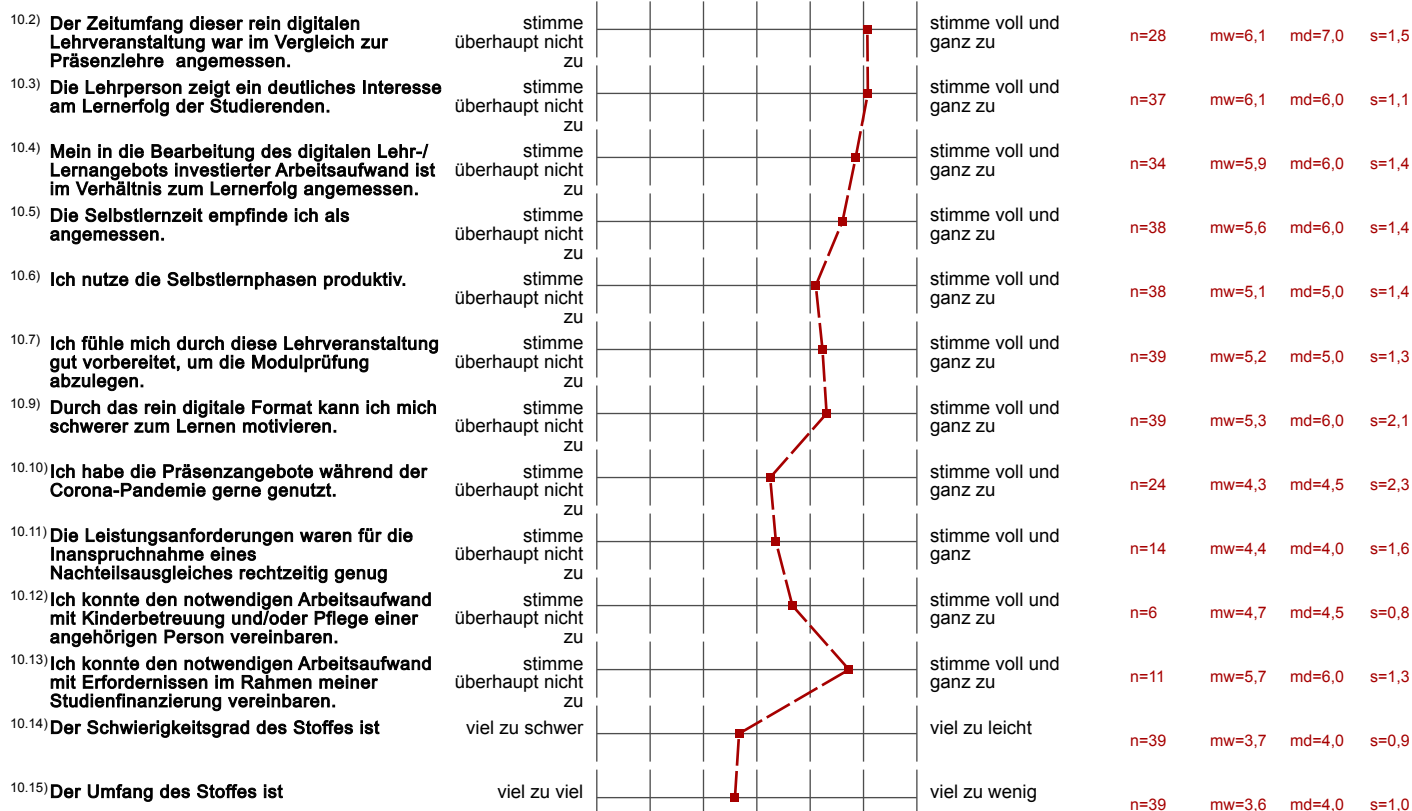 10.2) Der Zeitumfang dieser rein digitalen
Lehrveranstaltung war im Vergleich zur
Präsenzlehre angemessen.
stimme
überhaupt nicht
zu
stimme voll und
ganz zu
n=28 mw=6,1 md=7,0 s=1,5
10.3) Die Lehrperson zeigt ein deutliches Interesse
am Lernerfolg der Studierenden.
stimme
überhaupt nicht
zu
stimme voll und
ganz zu
n=37 mw=6,1 md=6,0 s=1,1
10.4) Mein in die Bearbeitung des digitalen Lehr-/
Lernangebots investierter Arbeitsaufwand ist
im Verhältnis zum Lernerfolg angemessen.
stimme
überhaupt nicht
zu
stimme voll und
ganz zu
n=34 mw=5,9 md=6,0 s=1,4
10.5) Die Selbstlernzeit empfinde ich als
angemessen.
stimme
überhaupt nicht
zu
stimme voll und
ganz zu
n=38 mw=5,6 md=6,0 s=1,4
10.6) Ich nutze die Selbstlernphasen produktiv.
stimme
überhaupt nicht
zu
stimme voll und
ganz zu
n=38 mw=5,1 md=5,0 s=1,4
10.7) Ich fühle mich durch diese Lehrveranstaltung
gut vorbereitet, um die Modulprüfung
abzulegen.
stimme
überhaupt nicht
zu
stimme voll und
ganz zu
n=39 mw=5,2 md=5,0 s=1,3
10.9) Durch das rein digitale Format kann ich mich
schwerer zum Lernen motivieren.
stimme
überhaupt nicht
zu
stimme voll und
ganz zu
n=39 mw=5,3 md=6,0 s=2,1
10.10) Ich habe die Präsenzangebote während der
Corona-Pandemie gerne genutzt.
stimme
überhaupt nicht
zu
stimme voll und
ganz zu
n=24 mw=4,3 md=4,5 s=2,3
10.11) Die Leistungsanforderungen waren für die
Inanspruchnahme eines
Nachteilsausgleiches rechtzeitig genug
stimme
überhaupt nicht
zu
stimme voll und
ganz
n=14 mw=4,4 md=4,0 s=1,6
10.12) Ich konnte den notwendigen Arbeitsaufwand
mit Kinderbetreuung und/oder Pflege einer
angehörigen Person vereinbaren.
stimme
überhaupt nicht
zu
stimme voll und
ganz zu
n=6 mw=4,7 md=4,5 s=0,8
10.13) Ich konnte den notwendigen Arbeitsaufwand
mit Erfordernissen im Rahmen meiner
Studienfinanzierung vereinbaren.
stimme
überhaupt nicht
zu
stimme voll und
ganz zu
n=11 mw=5,7 md=6,0 s=1,3
10.14) Der Schwierigkeitsgrad des Stoffes ist
viel zu schwer
viel zu leicht
n=39 mw=3,7 md=4,0 s=0,9
10.15) Der Umfang des Stoffes ist
viel zu viel
viel zu wenig
n=39 mw=3,6 md=4,0 s=1,0